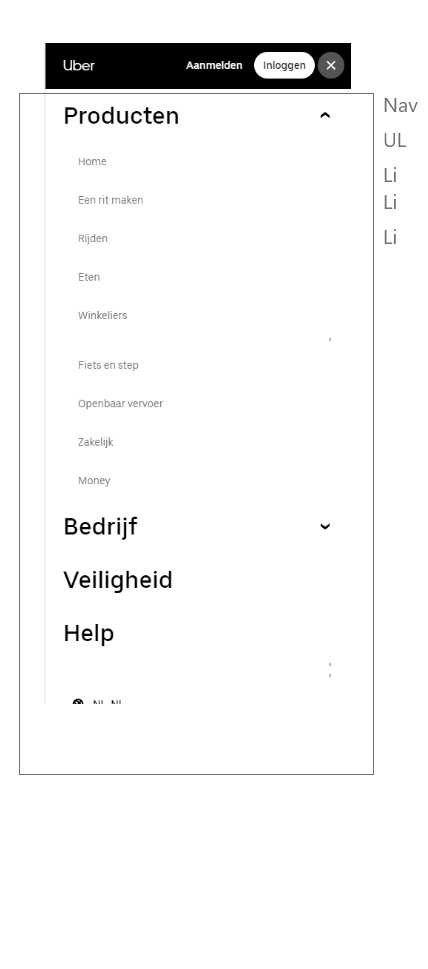 Uber Aanmelden Inloggen
Nav
Producten
UL
Home
Li
Een rit maken
Li
Rijden
Li
Eten
Winkeliers
Fiets en step
Openbaar vervoer
Zakelijk
Money
Bedrijf
Veiligheid
Help